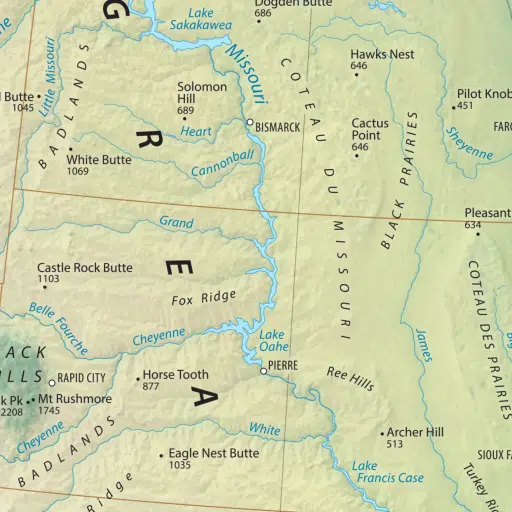 G
Lake
Sakakawea
Dogden Butte
686
Missouri
Little Missouri
BADLANDS
Hawks Nest
646
COTEAU DU MISSOURI
l Butte
1045
Solomon
Hill
689
Pilot Knob
451
Heart
BISMARCK
R
Cactus
Point
646
BLACK PRAIRIES
Sheyenne
FARG
White Butte
1069
Cannonball
Grand
Pleasant
634
E
Castle Rock Butte
1103
Fox Ridge
COTEAU DES PRAIRIES
Big
Belle Fourche
Cheyenne
Lake
Oahe
James
ACK
LLS
RAPID CITY
Horse Tooth
877
PIERRE
Ree Hills
A
k Pk
2208
Mt Rushmore
1745
Cheyenne
BADLANDS
White
Archer Hill
513
Eagle Nest Butte
1035
SIOUX FA
Lake
Francis Case
Turkey Rid
Ridge